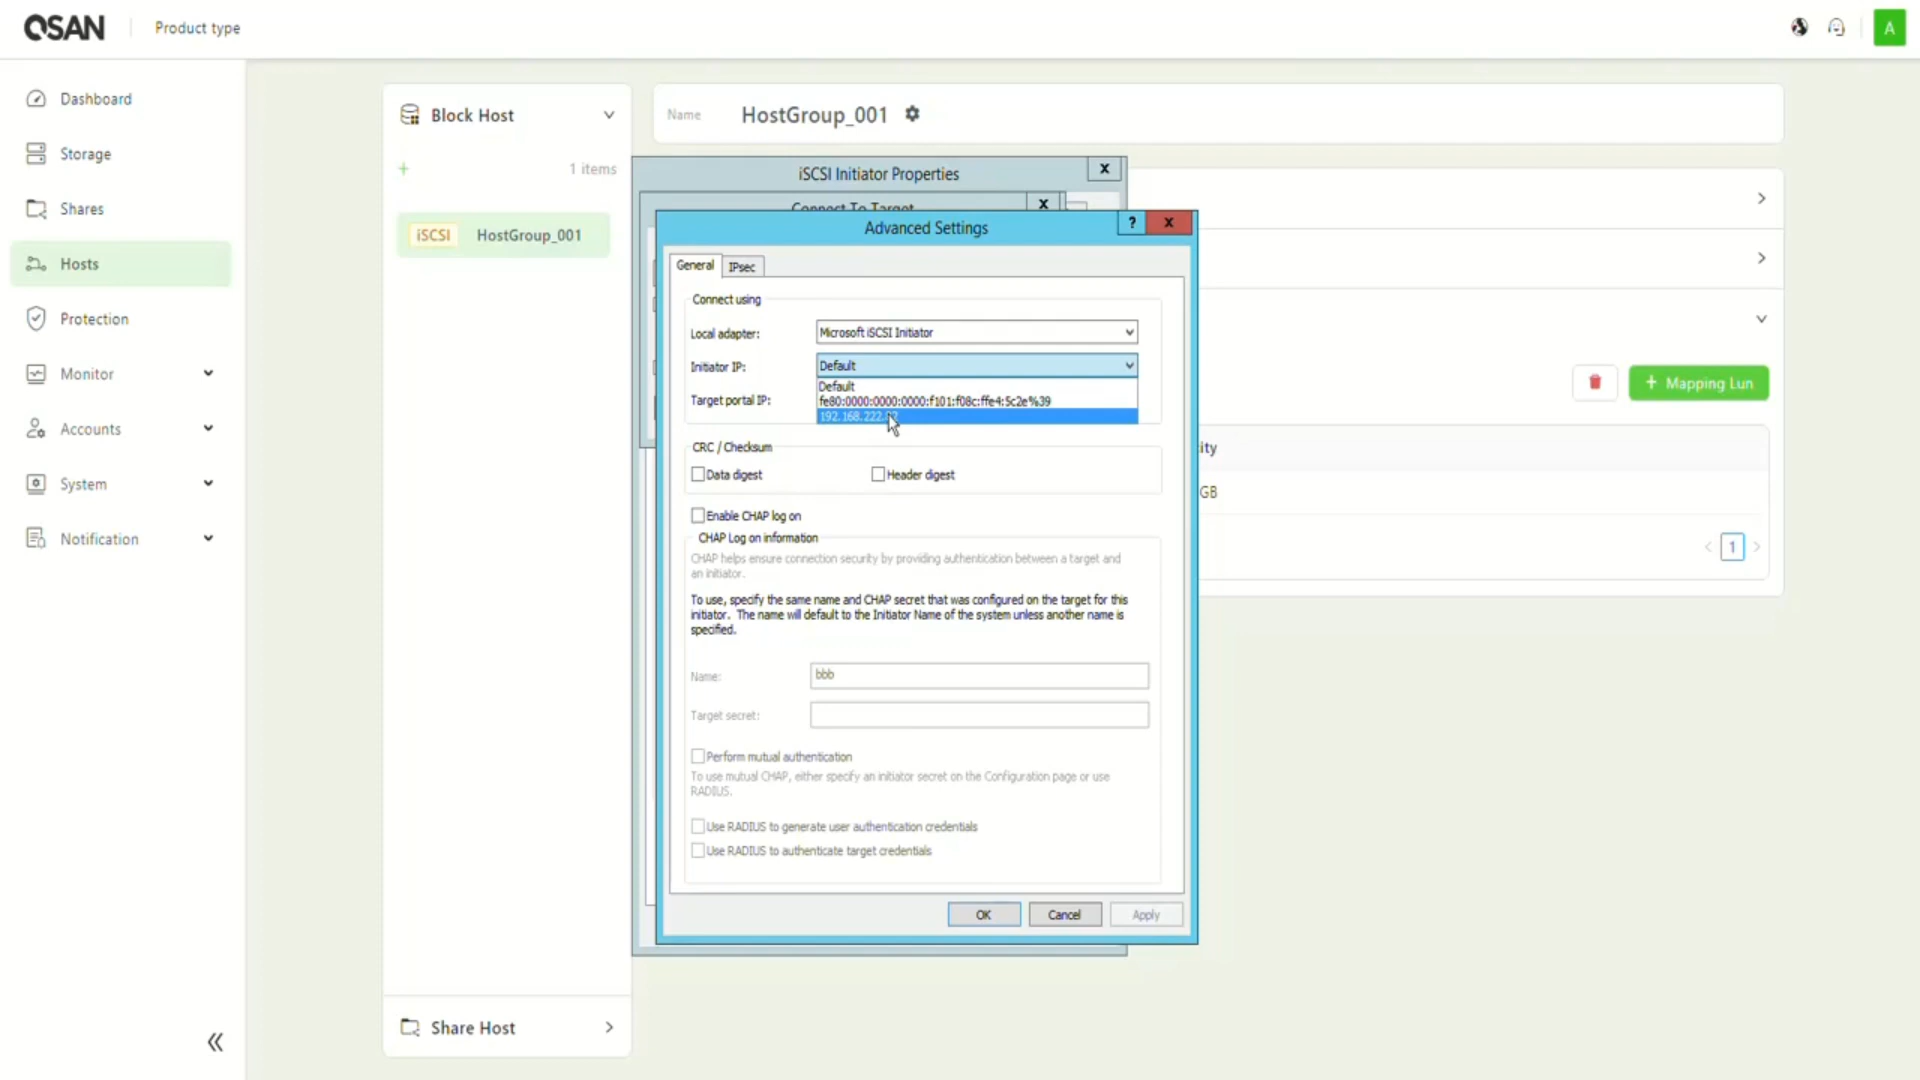 QSAN
Product type
A
Dashboard
Storage
Shares
Hosts
Protection
Monitor
Accounts
System
Notification
Block Host
+
1 items
iSCSI HostGroup_001
Share Host
Name HostGroup_001
+ Mapping Lun
ity
GB
< 1 >
iSCSI Initiator Properties
x
Connect To Target
x
Advanced Settings
? x
General IPsec
Connect using
Local adapter: Microsoft iSCSI Initiator
Initiator IP: Default
Default
Target portal IP: fe80:0000:0000:0000:f101:f08c:ffe4:5c2e%39
CRC / Checksum
Data digest Header digest
Enable CHAP log on
CHAP Log on information
CHAP helps ensure connection security by providing authentication between a target and
an initiator.
To use, specify the same name and CHAP secret that was configured on the target for this
initiator. The name will default to the Initiator Name of the system unless another name is
specified.
Name: bbb
Target secret:
Perform mutual authentication
To use mutual CHAP, either specify an initiator secret on the Configuration page or use
RADIUS.
Use RADIUS to generate user authentication credentials
Use RADIUS to authenticate target credentials
OK Cancel Apply